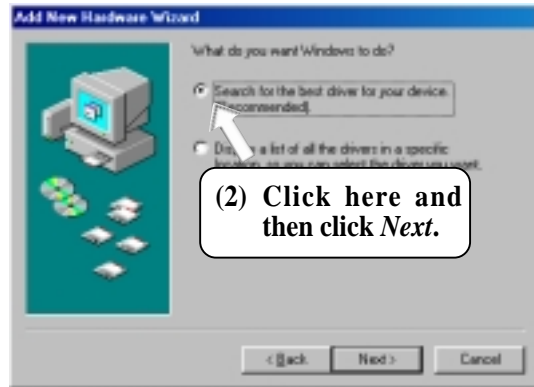 Add New Hardware Wizard
What do you want Windows to do?
Search for the best driver for your device.
(Recommended).
a list of all the drivers in a specific
location, so you can select the driver you want.
(2) Click here and
then click Next.
< Back
Next >
Cancel